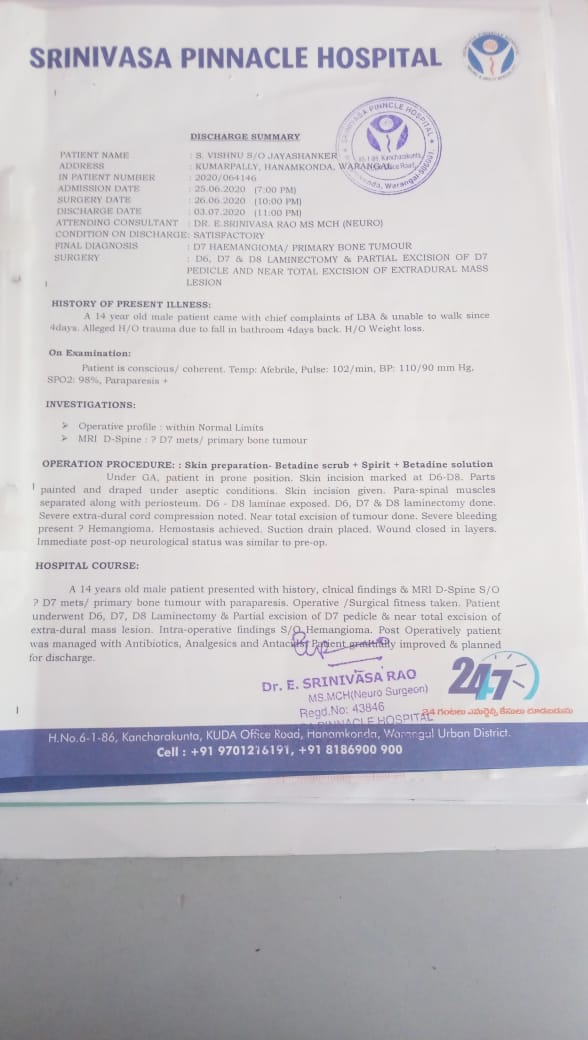 SRINIVASA PINNACLE HOSPITAL
SRINIVASA PINNCLE HOSPITAL
DISCHARGE SUMMARY
PATIENT NAME : S. VISHNU S/O JAYASHANKER
ADDRESS : KUMARPALLY, HANAMKONDA, WARANGAL
IN PATIENT NUMBER : 2020/064146
ADMISSION DATE : 25.06.2020 (7:00 PM)
SURGERY DATE : 26.06.2020 (10:00 PM)
DISCHARGE DATE : 03.07.2020 (11:00 PM)
ATTENDING CONSULTANT : DR. E.SRINIVASA RAO MS MCH (NEURO)
CONDITION ON DISCHARGE: SATISFACTORY
FINAL DIAGNOSIS : D7 HAEMANGIOMA/ PRIMARY BONE TUMOUR
SURGERY : D6, D7 & D8 LAMINECTOMY & PARTIAL EXCISION OF D7
PEDICLE AND NEAR TOTAL EXCISION OF EXTRADURAL MASS
LESION
HISTORY OF PRESENT ILLNESS:
A 14 year old male patient came with chief complaints of LBA & unable to walk since
4days. Alleged H/O trauma due to fall in bathroom 4days back. H/O Weight loss.
On Examination:
Patient is conscious/ coherent. Temp: Afebrile, Pulse: 102/min, BP: 110/90 mm Hg,
SPO2: 98%, Paraparesis +
INVESTIGATIONS:
➢ Operative profile : within Normal Limits
➢ MRI D-Spine : ? D7 mets/ primary bone tumour
OPERATION PROCEDURE: : Skin preparation- Betadine scrub + Spirit + Betadine solution
Under GA, patient in prone position. Skin incision marked at D6-D8. Parts
painted and draped under aseptic conditions. Skin incision given. Para-spinal muscles
separated along with periosteum. D6 - D8 laminae exposed. D6, D7 & D8 laminectomy done.
Severe extra-dural cord compression noted. Near total excision of tumour done. Severe bleeding
present ? Hemangioma. Hemostasis achieved. Suction drain placed. Wound closed in layers.
Immediate post-op neurological status was similar to pre-op.
HOSPITAL COURSE:
A 14 years old male patient presented with history, clnical findings & MRI D-Spine S/O
? D7 mets/ primary bone tumour with paraparesis. Operative /Surgical fitness taken. Patient
underwent D6, D7, D8 Laminectomy & Partial excision of D7 pedicle & near total excision of
extra-dural mass lesion. Intra-operative findings S/O Hemangioma. Post Operatively patient
was managed with Antibiotics, Analgesics and Patient improved & planned
for discharge.
Dr. E. SRINIVASA RAO
MS.MCH(Neuro Surgeon)
Regd.No: 43846
PINNACLE HOSPITAL
24 7
24 గంటలు ఎమర్జెన్సీ కేసులు చూడబడును
H.No.6-1-86, Kancharakunta, KUDA Office Road, Hanamkonda, Warangul Urban District.
Cell : +91 9701216191, +91 8186900 900